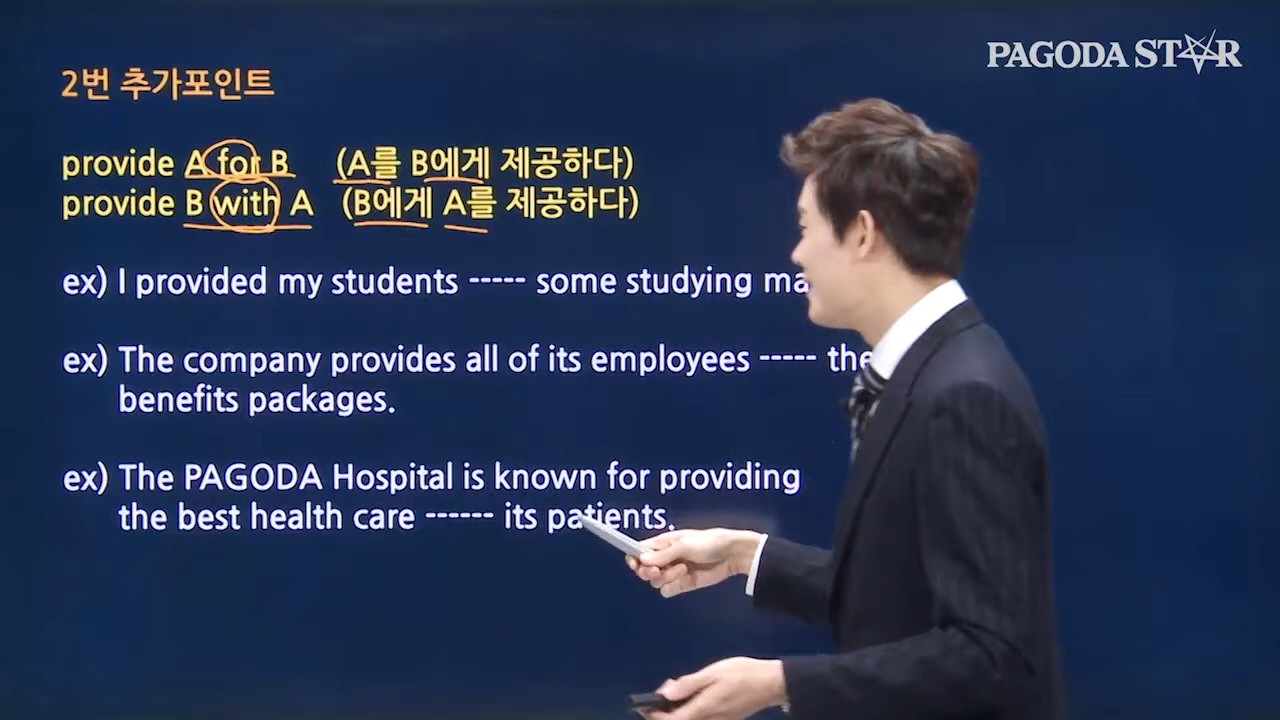 PAGODA STAR
2번 추가포인트
provide A for B (A를 B에게 제공하다)
provide B with A (B에게 A를 제공하다)
ex) I provided my students ----- some studying
ex) The company provides all of its employees ----- the
benefits packages.
ex) The PAGODA Hospital is known for providing
the best health care ------ its patients.